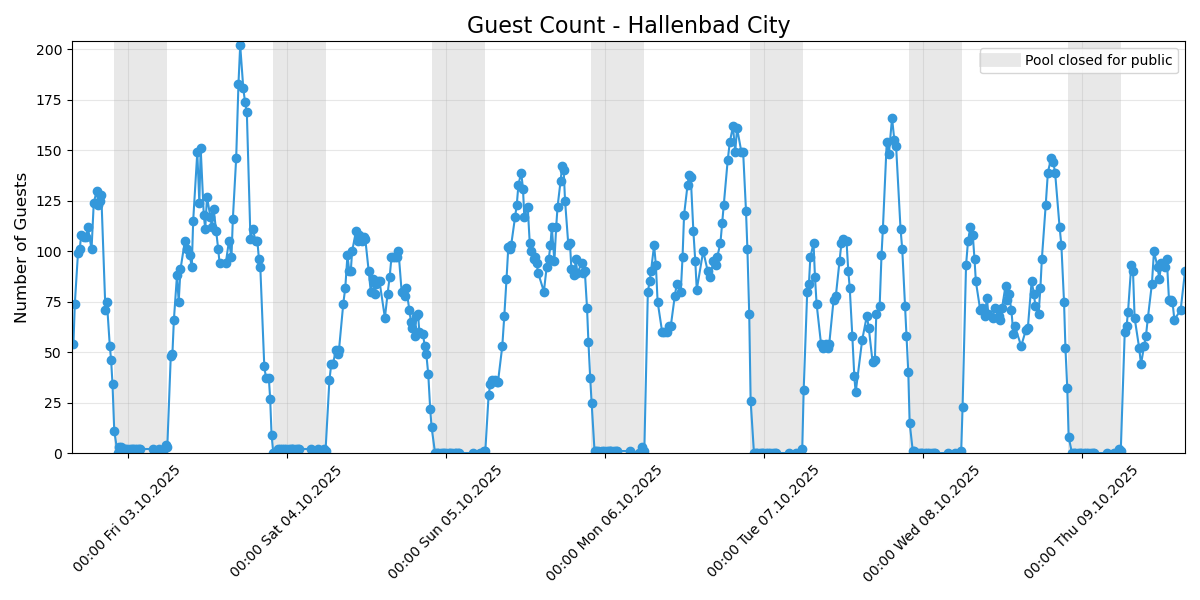 Guest Count - Hallenbad City
Pool closed for public
Number of Guests
200
175
150
125
100
75
50
25
0
00:00 Fri 03.10.2025
00:00 Sat 04.10.2025
00:00 Sun 05.10.2025
00:00 Mon 06.10.2025
00:00 Tue 07.10.2025
00:00 Wed 08.10.2025
00:00 Thu 09.10.2025